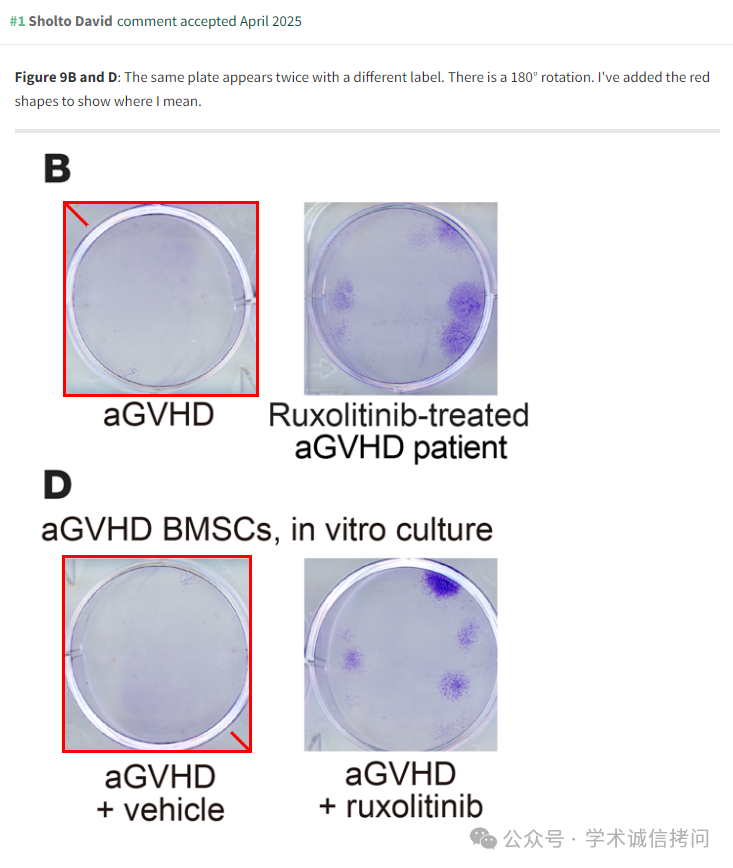 #1 Sholto David comment accepted April 2025
Figure 9B and D: The same plate appears twice with a different label. There is a 180° rotation. I've added the red
shapes to show where I mean.
B
aGVHD
Ruxolitinib-treated
aGVHD patient
D
aGVHD BMSCs, in vitro culture
aGVHD
+ vehicle
aGVHD
+ ruxolitinib
公众号 · 学术诚信拷问